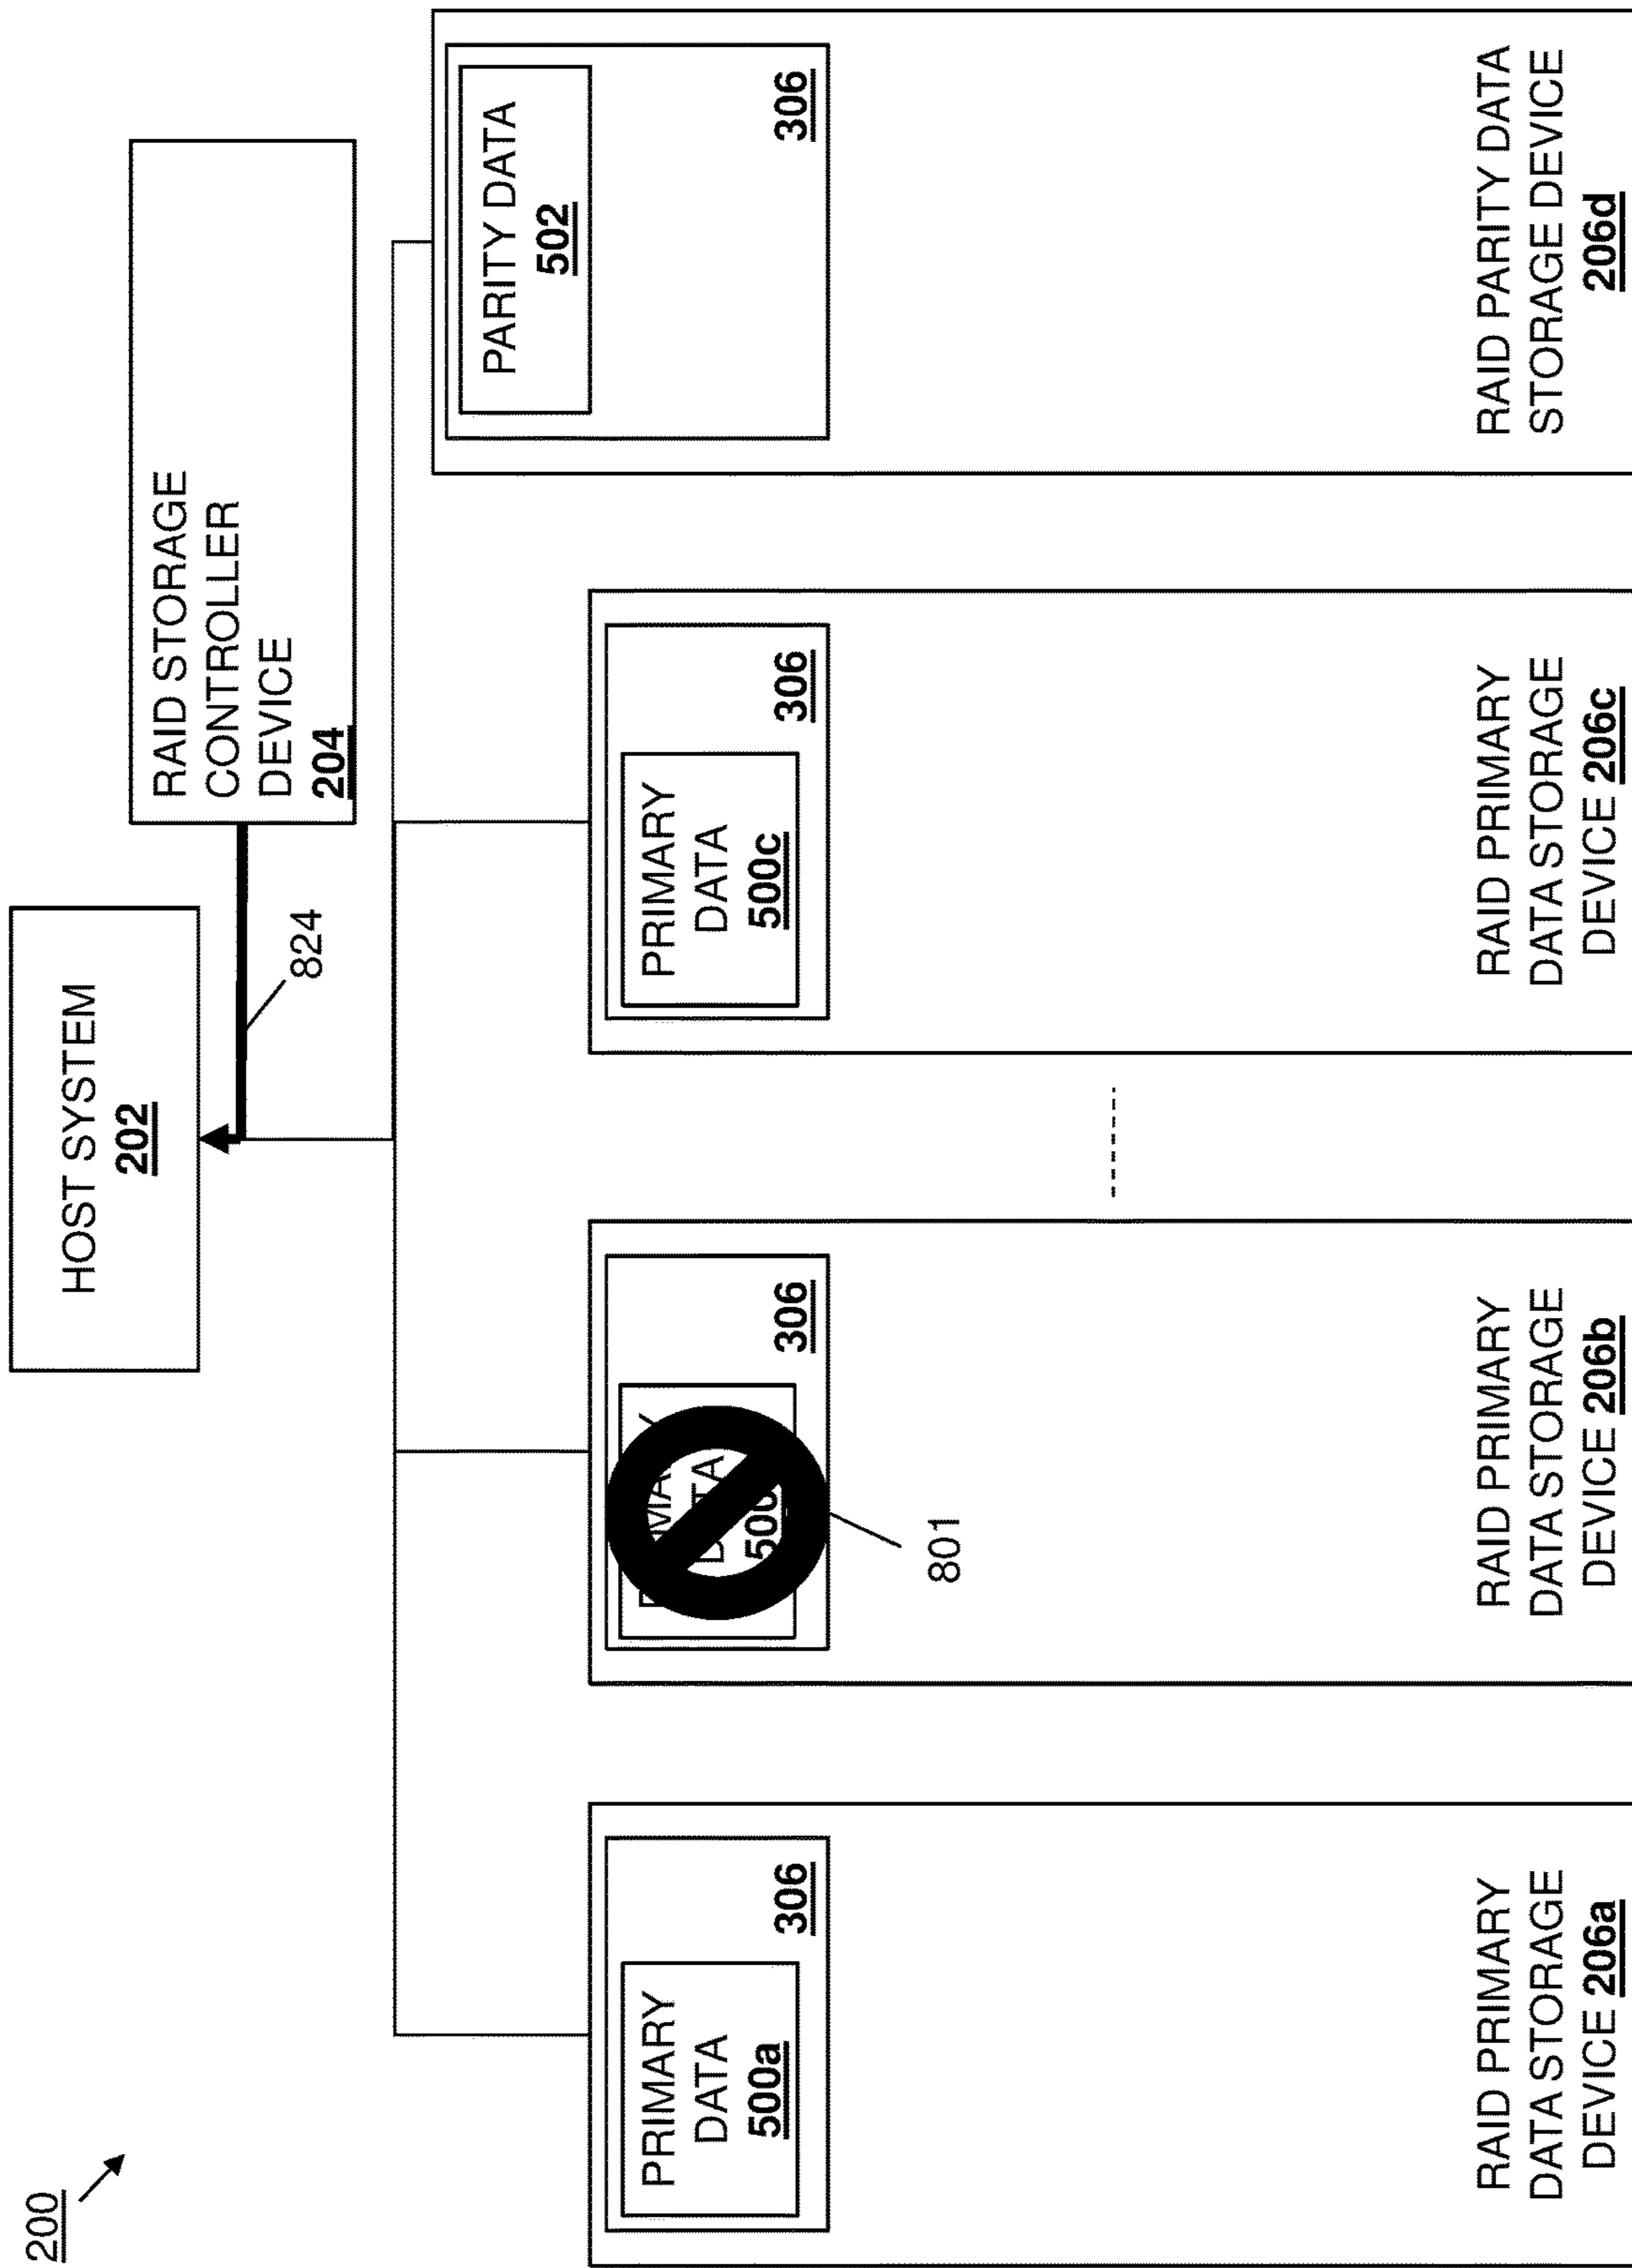 200
HOST SYSTEM
202
RAID STORAGE
CONTROLLER
DEVICE
204
824
PRIMARY
DATA
500a
306
RAID PRIMARY
DATA STORAGE
DEVICE 206a
306
801
RAID PRIMARY
DATA STORAGE
DEVICE 206b
PRIMARY
DATA
500c
306
RAID PRIMARY
DATA STORAGE
DEVICE 206c
PARITY DATA
502
306
RAID PARITY DATA
STORAGE DEVICE
206d